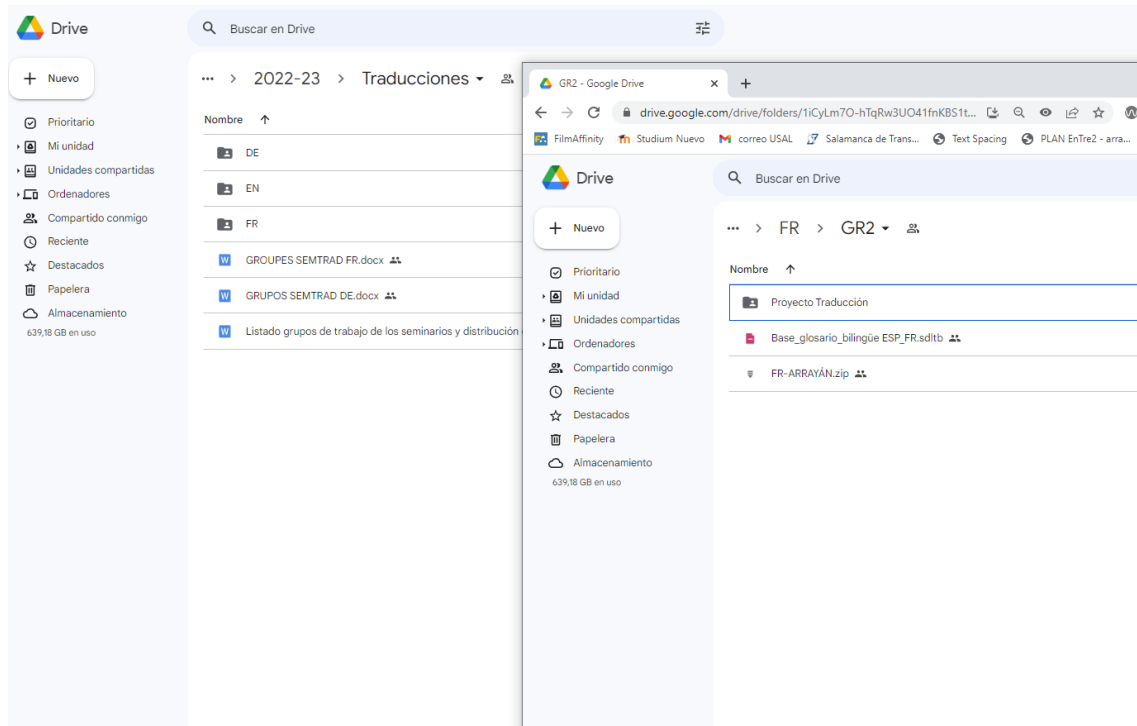 Drive
Buscar en Drive
Nuevo
Prioritario
Mi unidad
Unidades compartidas
Ordenadores
Compartido conmigo
Reciente
Destacados
Papelera
Almacenamiento
639,18 GB en uso
... > 2022-23 > Traducciones
Nombre
DE
EN
FR
GROUPES SEMTRAD FR.docx
GRUPOS SEMTRAD DE.docx
Listado grupos de trabajo de los seminarios y distribución
GR2 - Google Drive
drive.google.com/drive/folders/1iCyLm7O-hTqRw3UO41fnKBS1t...
FilmAffinity Studium Nuevo correo USAL Salamanca de Trans... Text Spacing PLAN EnTre2 - arra...
Drive
Buscar en Drive
Nuevo
Prioritario
Mi unidad
Unidades compartidas
Ordenadores
Compartido conmigo
Reciente
Destacados
Papelera
Almacenamiento
639,18 GB en uso
... > FR > GR2
Nombre
Proyecto Traducción
Base_glosario_bilingüe ESP_FR.sdltb
FR-ARRAYÁN.zip